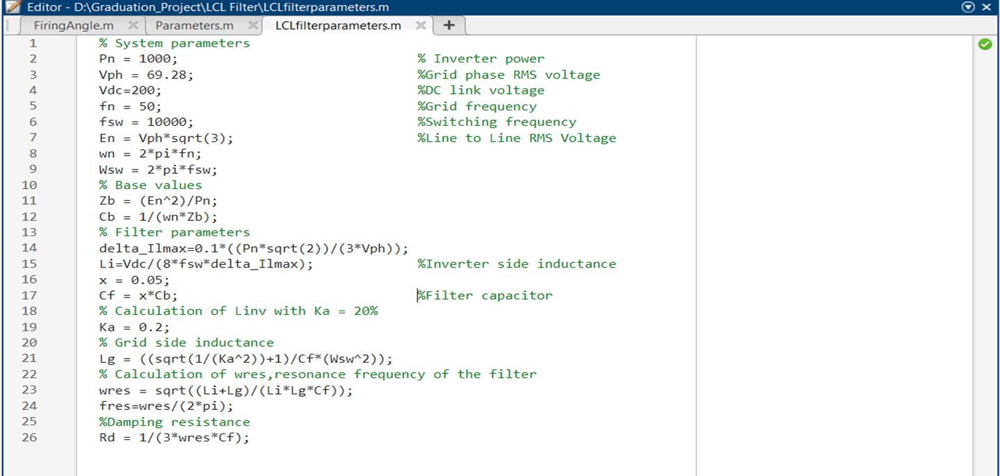 Editor - D:\Graduation_Project\LCL Filter\LCLfilterparameters.m
FiringAngle.m Parameters.m LCLfilterparameters.m
1 % System parameters
2 Pn = 1000; % Inverter power
3 Vph = 69.28; %Grid phase RMS voltage
4 Vdc=200; %DC link voltage
5 fn = 50; %Grid frequency
6 fsw = 10000; %Switching frequency
7 En = Vph*sqrt(3); %Line to Line RMS Voltage
8 wn = 2*pi*fn;
9 Wsw = 2*pi*fsw;
10 % Base values
11 Zb = (En^2)/Pn;
12 Cb = 1/(wn*Zb);
13 % Filter parameters
14 delta_Ilmax=0.1*((Pn*sqrt(2))/(3*Vph));
15 Li=Vdc/(8*fsw*delta_Ilmax); %Inverter side inductance
16 x = 0.05;
17 Cf = x*Cb; %Filter capacitor
18 % Calculation of Linv with Ka = 20%
19 Ka = 0.2;
20 % Grid side inductance
21 Lg = ((sqrt(1/(Ka^2))+1)/Cf*(Wsw^2));
22 % Calculation of wres,resonance frequency of the filter
23 wres = sqrt((Li+Lg)/(Li*Lg*Cf));
24 fres=wres/(2*pi);
25 %Damping resistance
26 Rd = 1/(3*wres*Cf);